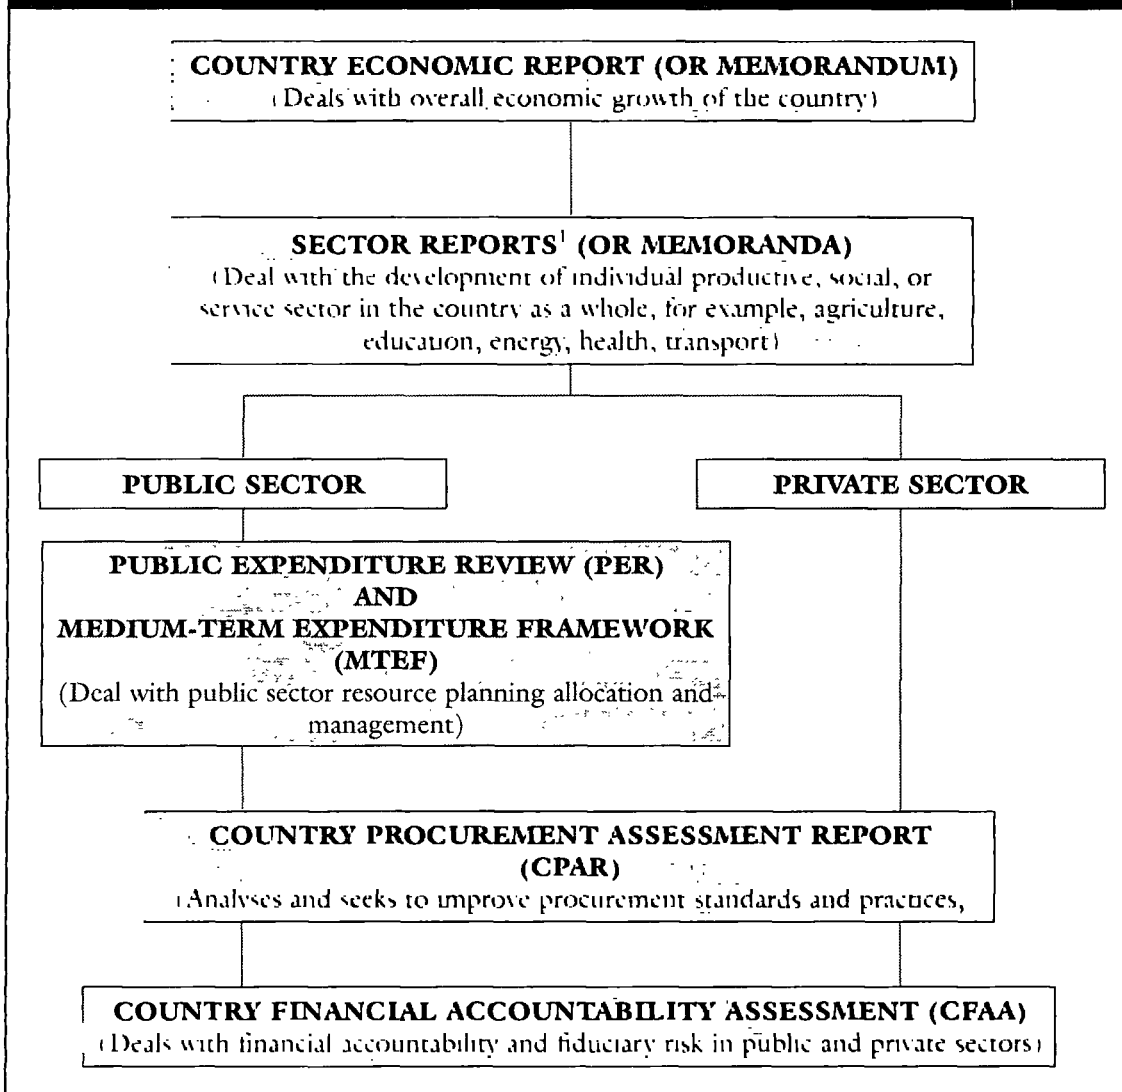 COUNTRY ECONOMIC REPORT (OR MEMORANDUM)
(Deals with overall economic growth of the country)
SECTOR REPORTS¹ (OR MEMORANDA)
(Deal with the development of individual productive, social, or
service sector in the country as a whole, for example, agriculture,
education, energy, health, transport)
PUBLIC SECTOR
PRIVATE SECTOR
PUBLIC EXPENDITURE REVIEW (PER)
AND
MEDIUM-TERM EXPENDITURE FRAMEWORK
(MTEF)
(Deal with public sector resource planning allocation and
management)
COUNTRY PROCUREMENT ASSESSMENT REPORT
(CPAR)
(Analyses and seeks to improve procurement standards and practices,
COUNTRY FINANCIAL ACCOUNTABILITY ASSESSMENT (CFAA)
(Deals with financial accountability and fiduciary risk in public and private sectors)